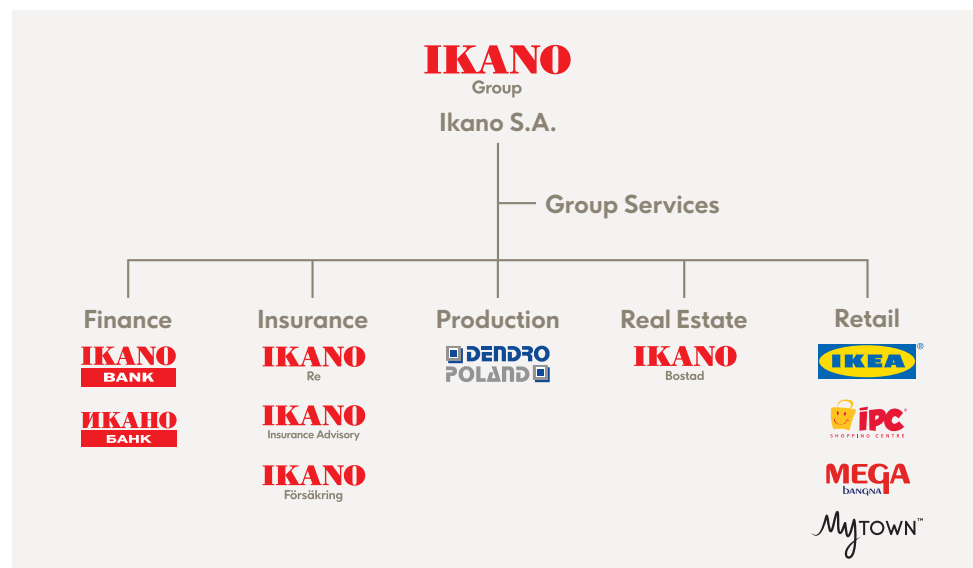 IKANO
Group
Ikano S.A.
Group Services
Finance
IKANO
BANK
ИКАНО
БАНК
Insurance
IKANO
Re
IKANO
Insurance Advisory
IKANO
Försäkring
Production
DENDRO
POLAND
Real Estate
IKANO
Bostad
Retail
IKEA®
iPC
SHOPPING CENTRE
MEGA
bANGNA
MyTOWN™